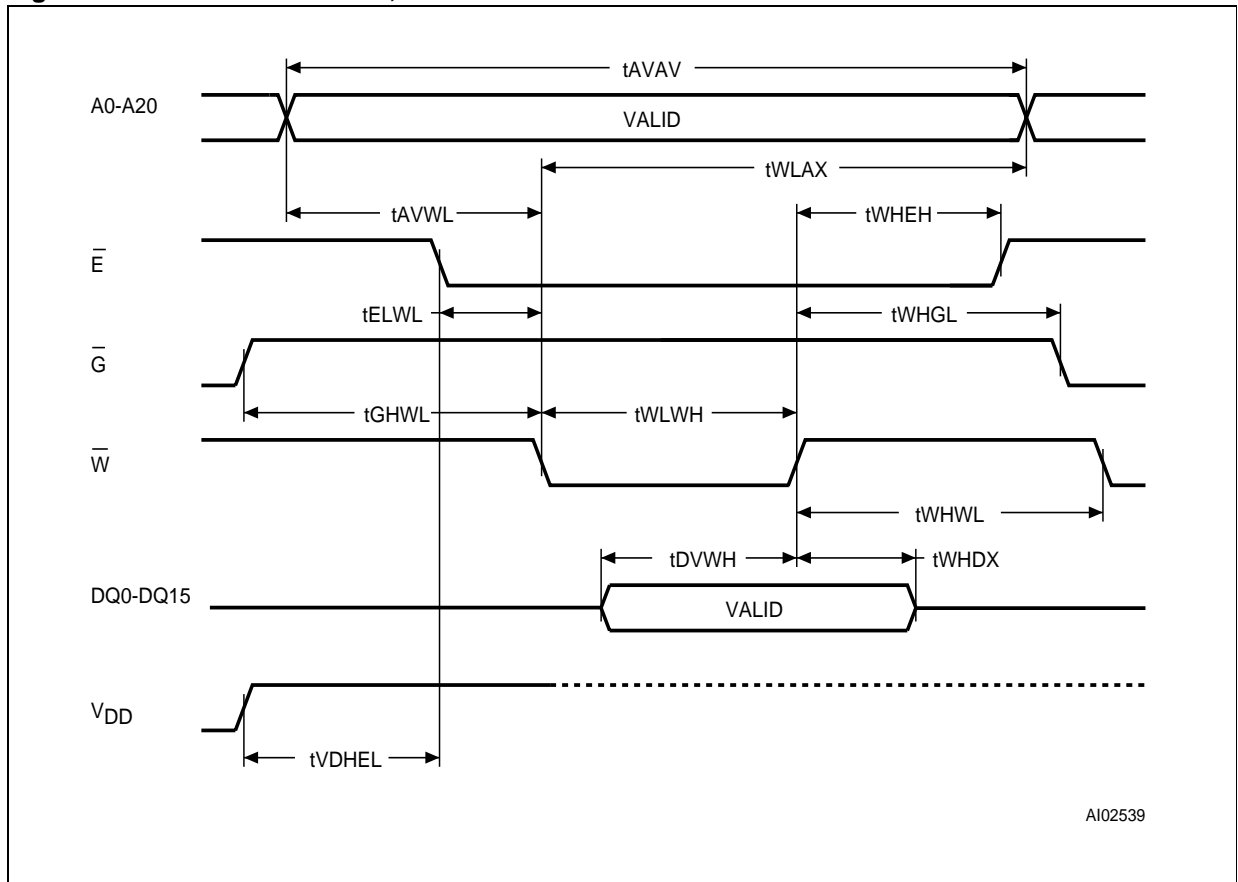 tAVAV
A0-A20
VALID
tWLAX
tAVWL
tWHEH
E̅
tELWL
tWHGL
G̅
tGHWL
tWLWH
W̅
tWHWL
tDVWH
tWHDX
DQ0-DQ15
VALID
VDD
tVDHEL
AI02539